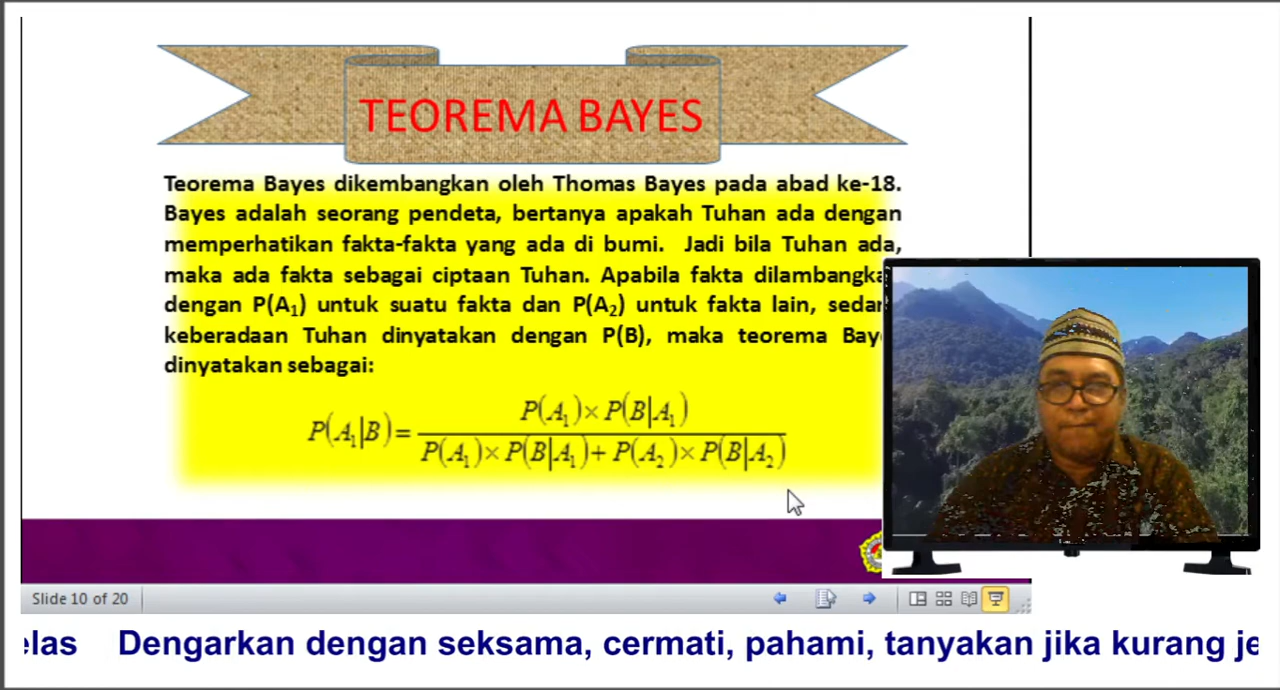 TEOREMA BAYES
Teorema Bayes dikembangkan oleh Thomas Bayes pada abad ke-18.
Bayes adalah seorang pendeta, bertanya apakah Tuhan ada dengan
memperhatikan fakta-fakta yang ada di bumi. Jadi bila Tuhan ada,
maka ada fakta sebagai ciptaan Tuhan. Apabila fakta dilambangka
dengan P(A₁) untuk suatu fakta dan P(A₂) untuk fakta lain, sedan
keberadaan Tuhan dinyatakan dengan P(B), maka teorema Baye
dinyatakan sebagai:
P(A₁|B) = P(A₁) × P(B|A₁) / P(A₁) × P(B|A₁) + P(A₂) × P(B|A₂)
Slide 10 of 20
elas Dengarkan dengan seksama, cermati, pahami, tanyakan jika kurang je